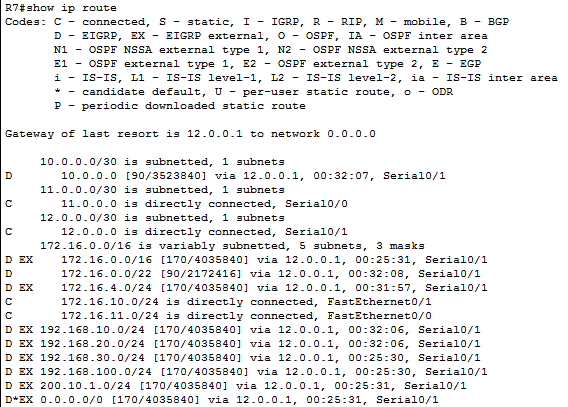 R7#show ip route
Codes: C - connected, S - static, I - IGRP, R - RIP, M - mobile, B - BGP
       D - EIGRP, EX - EIGRP external, O - OSPF, IA - OSPF inter area
       N1 - OSPF NSSA external type 1, N2 - OSPF NSSA external type 2
       E1 - OSPF external type 1, E2 - OSPF external type 2, E - EGP
       i - IS-IS, L1 - IS-IS level-1, L2 - IS-IS level-2, ia - IS-IS inter area
       * - candidate default, U - per-user static route, o - ODR
       P - periodic downloaded static route

Gateway of last resort is 12.0.0.1 to network 0.0.0.0

     10.0.0.0/30 is subnetted, 1 subnets
D       10.0.0.0 [90/3523840] via 12.0.0.1, 00:32:07, Serial0/1
     11.0.0.0/30 is subnetted, 1 subnets
C       11.0.0.0 is directly connected, Serial0/0
     12.0.0.0/30 is subnetted, 1 subnets
C       12.0.0.0 is directly connected, Serial0/1
     172.16.0.0/16 is variably subnetted, 5 subnets, 3 masks
D EX    172.16.0.0/16 [170/4035840] via 12.0.0.1, 00:25:31, Serial0/1
D       172.16.0.0/22 [90/2172416] via 12.0.0.1, 00:32:08, Serial0/1
D EX    172.16.4.0/24 [170/4035840] via 12.0.0.1, 00:31:57, Serial0/1
C       172.16.10.0/24 is directly connected, FastEthernet0/1
C       172.16.11.0/24 is directly connected, FastEthernet0/0
D EX 192.168.10.0/24 [170/4035840] via 12.0.0.1, 00:32:06, Serial0/1
D EX 192.168.20.0/24 [170/4035840] via 12.0.0.1, 00:32:06, Serial0/1
D EX 192.168.30.0/24 [170/4035840] via 12.0.0.1, 00:25:30, Serial0/1
D EX 192.168.100.0/24 [170/4035840] via 12.0.0.1, 00:25:30, Serial0/1
D EX 200.10.1.0/24 [170/4035840] via 12.0.0.1, 00:25:31, Serial0/1
D*EX 0.0.0.0/0 [170/4035840] via 12.0.0.1, 00:25:31, Serial0/1